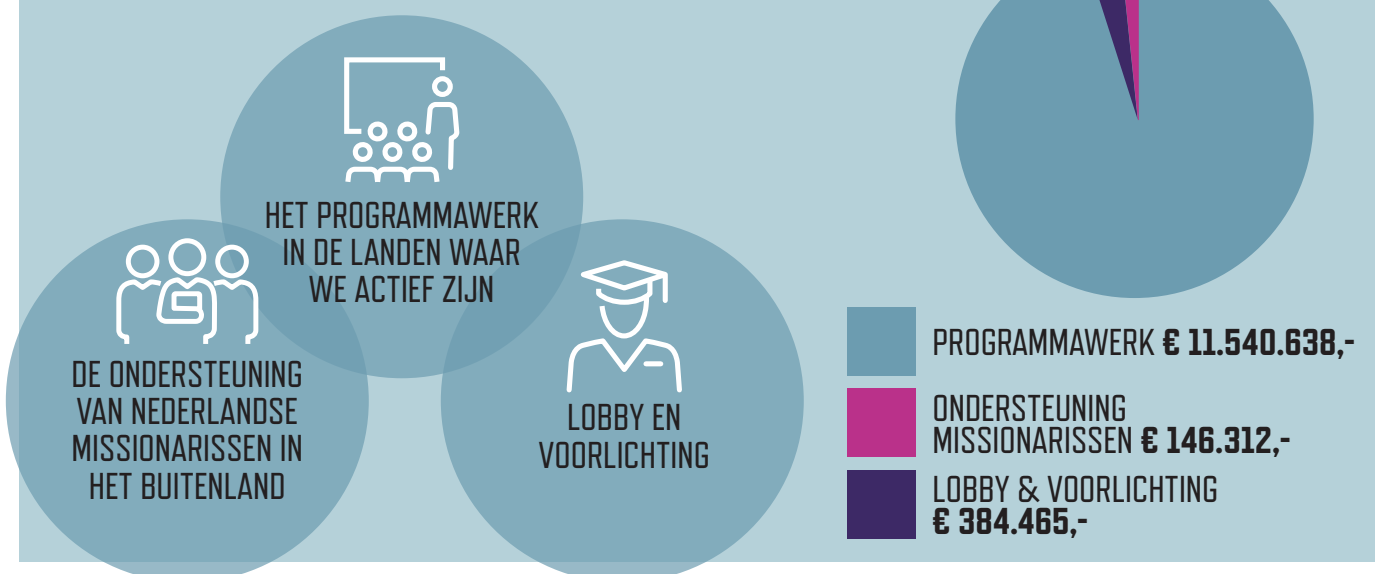 HET PROGRAMMAWERK
IN DE LANDEN WAAR
WE ACTIEF ZIJN
DE ONDERSTEUNING
VAN NEDERLANDSE
MISSIONARISSEN IN
HET BUITENLAND
LOBBY EN
VOORLICHTING
PROGRAMMAWERK € 11.540.638,-
ONDERSTEUNING
MISSIONARISSEN € 146.312,-
LOBBY & VOORLICHTING
€ 384.465,-